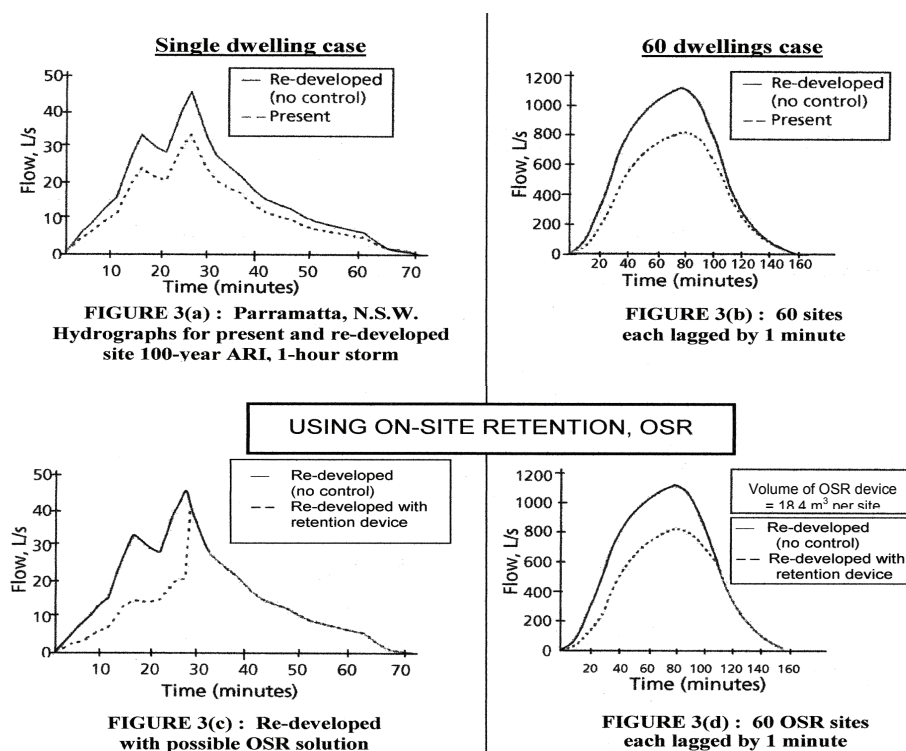 Single dwelling case
Re-developed
(no control)
Present
Flow, L/s
50
40
30
20
10
0
10 20 30 40 50 60 70
Time (minutes)
FIGURE 3(a) : Parramatta, N.S.W.
Hydrographs for present and re-developed
site 100-year ARI, 1-hour storm
60 dwellings case
Re-developed
(no control)
Present
Flow, L/s
1200
1000
800
600
400
200
0
20 40 60 80 100 120 140 160
Time (minutes)
FIGURE 3(b) : 60 sites
each lagged by 1 minute
USING ON-SITE RETENTION, OSR
Re-developed
(no control)
Re-developed with
retention device
Flow, L/s
50
40
30
20
10
0
10 20 30 40 50 60 70
Time (minutes)
FIGURE 3(c) : Re-developed
with possible OSR solution
Volume of OSR device
= 18.4 m³ per site
Re-developed
(no control)
Re-developed with
retention device
Flow, L/s
1200
1000
800
600
400
200
0
20 40 60 80 100 120 140 160
Time (minutes)
FIGURE 3(d) : 60 OSR sites
each lagged by 1 minute